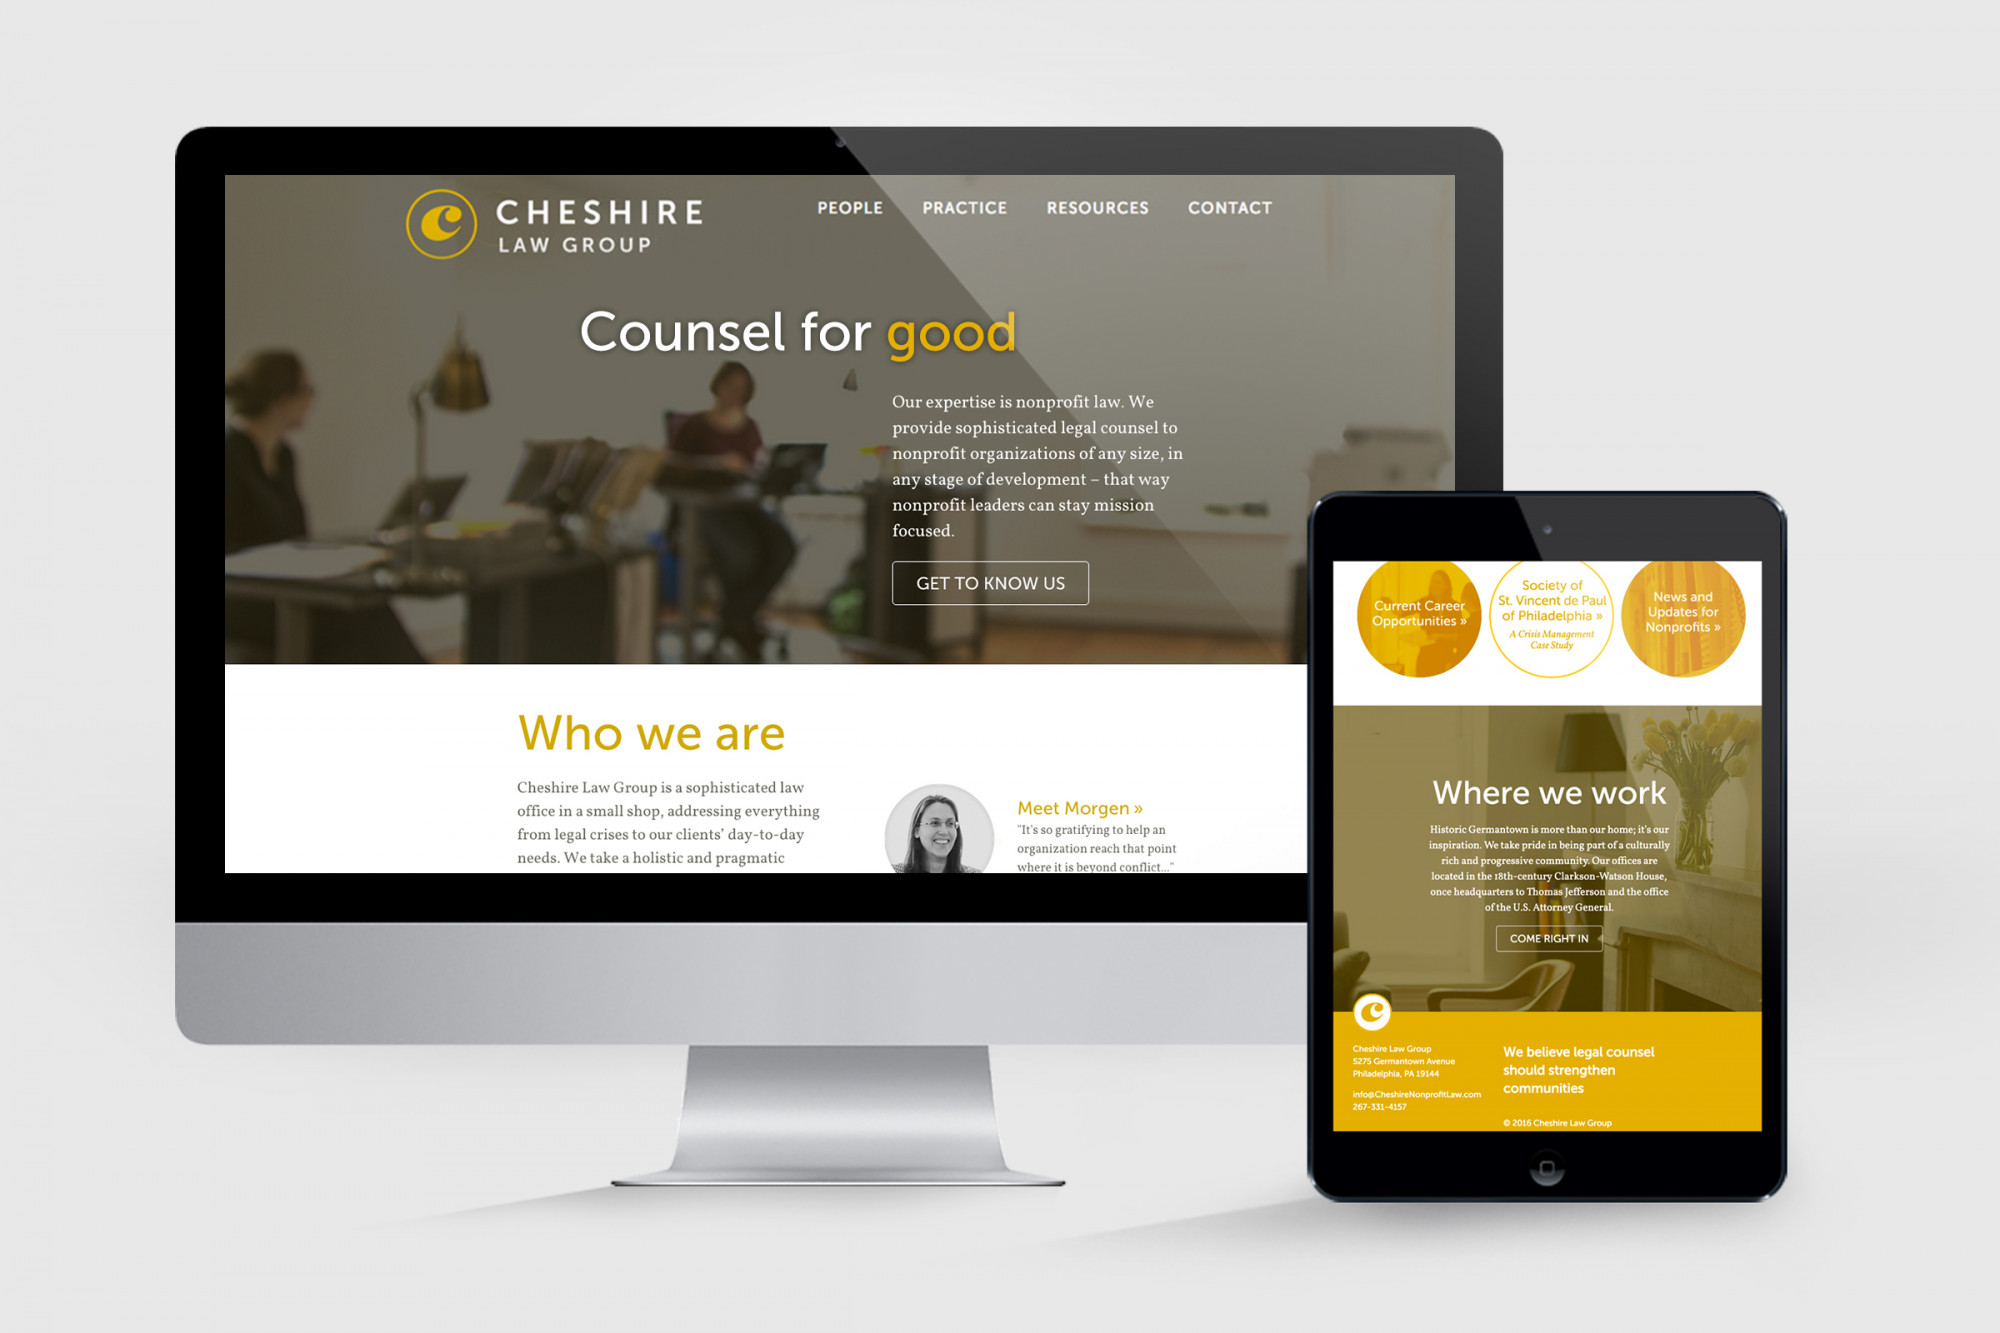 CHESHIRE
LAW GROUP
PEOPLE
PRACTICE
RESOURCES
CONTACT
Counsel for good
Our expertise is nonprofit law. We
provide sophisticated legal counsel to
nonprofit organizations of any size, in
any stage of development – that way
nonprofit leaders can stay mission
focused.
GET TO KNOW US
Who we are
Cheshire Law Group is a sophisticated law
office in a small shop, addressing everything
from legal crises to our clients' day-to-day
needs. We take a holistic and pragmatic
Meet Morgen »
"It's so gratifying to help an
organization reach that point
where it is beyond conflict..."
Current Career
Opportunities »
Society of
St. Vincent de Paul
of Philadelphia »
A Crisis Management
Case Study
News and
Updates for
Nonprofits »
Where we work
Historic Germantown is more than our home; it's our
inspiration. We take pride in being part of a culturally
rich and progressive community. Our offices are
located in the 18th-century Clarkson-Watson House,
once headquarters to Thomas Jefferson and the office
of the U.S. Attorney General.
COME RIGHT IN
Cheshire Law Group
5275 Germantown Avenue
Philadelphia, PA 19144
info@CheshireNonprofitLaw.com
267-331-4157
We believe legal counsel
should strengthen
communities
© 2016 Cheshire Law Group